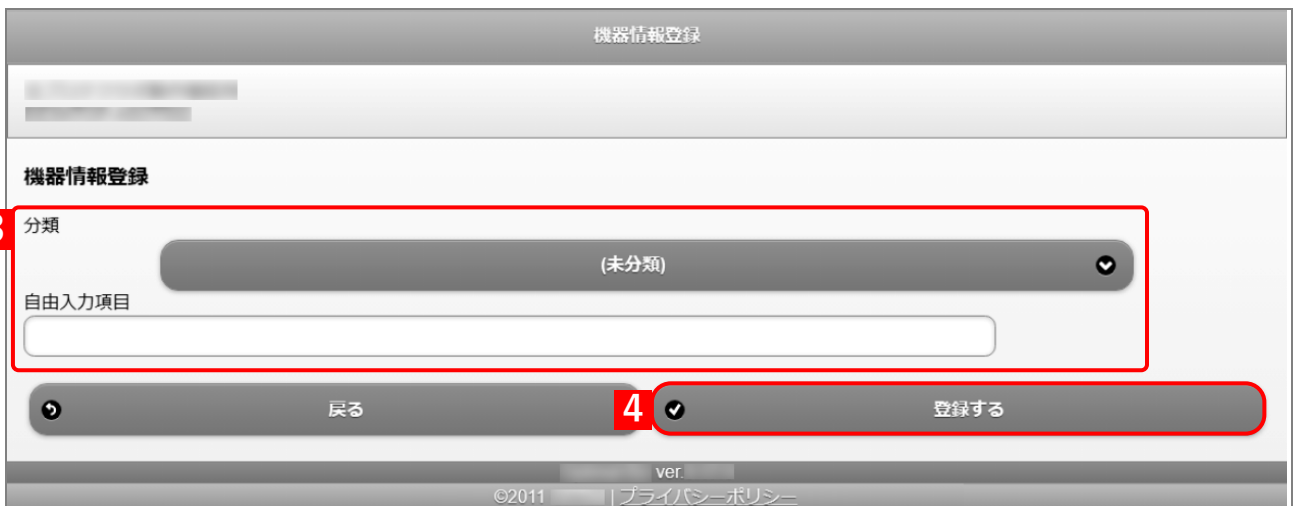 機器情報登録
機器情報登録
3
分類
(未分類)
自由入力項目
戻る
4
登録する
ver.
©2011 | プライバシーポリシー